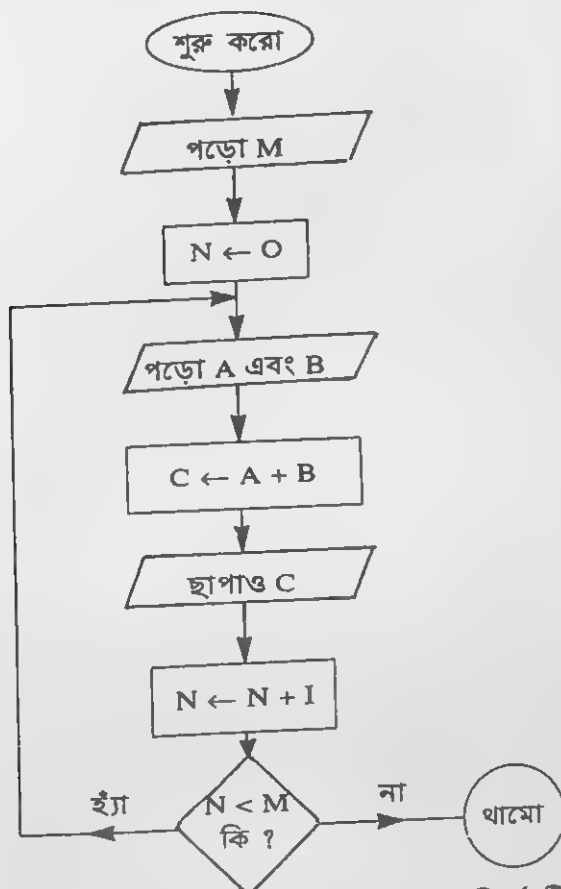 শুরু করো
পড়ো M
N ← O
পড়ো A এবং B
C ← A + B
ছাপাও C
N ← N + I
হ্যাঁ
N < M
কি ?
না
থামো